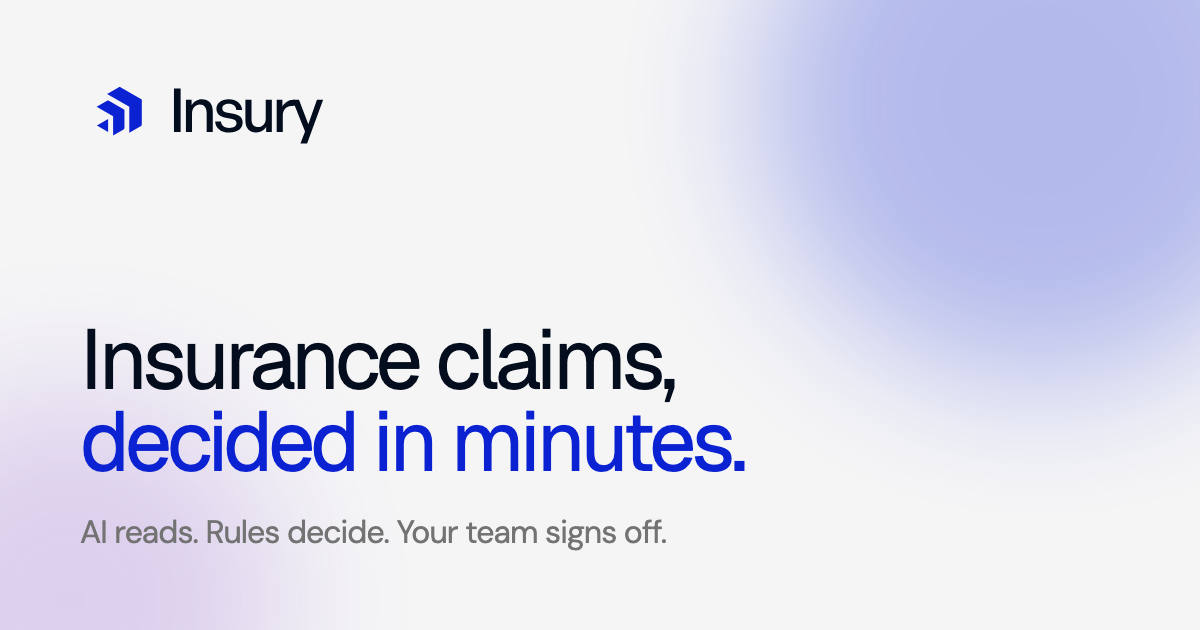 Insury
Insurance claims,
decided in minutes.
AI reads. Rules decide. Your team signs off.